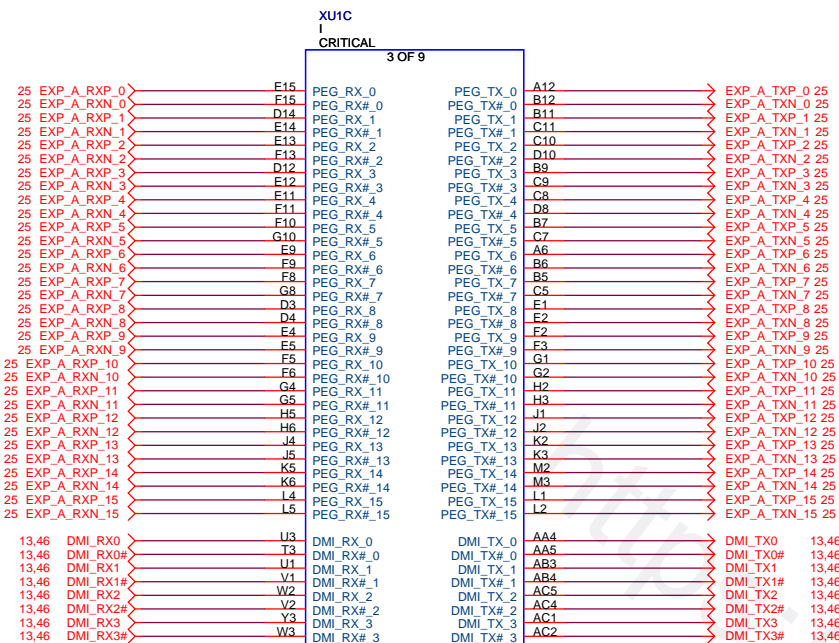 XU1C
I
CRITICAL
3 OF 9
25 EXP_A_RXP_0 E15 PEG_RX_0 PEG_TX_0 A12 EXP_A_TXP_0 25
25 EXP_A_RXN_0 F15 PEG_RX#_0 PEG_TX#_0 B12 EXP_A_TXN_0 25
25 EXP_A_RXP_1 D14 PEG_RX_1 PEG_TX_1 B11 EXP_A_TXP_1 25
25 EXP_A_RXN_1 E14 PEG_RX#_1 PEG_TX#_1 C11 EXP_A_TXN_1 25
25 EXP_A_RXP_2 E13 PEG_RX_2 PEG_TX_2 C10 EXP_A_TXP_2 25
25 EXP_A_RXN_2 F13 PEG_RX#_2 PEG_TX#_2 D10 EXP_A_TXN_2 25
25 EXP_A_RXP_3 D12 PEG_RX_3 PEG_TX_3 B9 EXP_A_TXP_3 25
25 EXP_A_RXN_3 E12 PEG_RX#_3 PEG_TX#_3 C9 EXP_A_TXN_3 25
25 EXP_A_RXP_4 E11 PEG_RX_4 PEG_TX_4 C8 EXP_A_TXP_4 25
25 EXP_A_RXN_4 F11 PEG_RX#_4 PEG_TX#_4 D8 EXP_A_TXN_4 25
25 EXP_A_RXP_5 F10 PEG_RX_5 PEG_TX_5 B7 EXP_A_TXP_5 25
25 EXP_A_RXN_5 G10 PEG_RX#_5 PEG_TX#_5 C7 EXP_A_TXN_5 25
25 EXP_A_RXP_6 E9 PEG_RX_6 PEG_TX_6 A6 EXP_A_TXP_6 25
25 EXP_A_RXN_6 F9 PEG_RX#_6 PEG_TX#_6 B6 EXP_A_TXN_6 25
25 EXP_A_RXP_7 F8 PEG_RX_7 PEG_TX_7 B5 EXP_A_TXP_7 25
25 EXP_A_RXN_7 G8 PEG_RX#_7 PEG_TX#_7 C5 EXP_A_TXN_7 25
25 EXP_A_RXP_8 D3 PEG_RX_8 PEG_TX_8 E1 EXP_A_TXP_8 25
25 EXP_A_RXN_8 D4 PEG_RX#_8 PEG_TX#_8 E2 EXP_A_TXN_8 25
25 EXP_A_RXP_9 E4 PEG_RX_9 PEG_TX_9 F2 EXP_A_TXP_9 25
25 EXP_A_RXN_9 E5 PEG_RX#_9 PEG_TX#_9 F3 EXP_A_TXN_9 25
25 EXP_A_RXP_10 F5 PEG_RX_10 PEG_TX_10 G1 EXP_A_TXP_10 25
25 EXP_A_RXN_10 F6 PEG_RX#_10 PEG_TX#_10 G2 EXP_A_TXN_10 25
25 EXP_A_RXP_11 G4 PEG_RX_11 PEG_TX_11 H2 EXP_A_TXP_11 25
25 EXP_A_RXN_11 G5 PEG_RX#_11 PEG_TX#_11 H3 EXP_A_TXN_11 25
25 EXP_A_RXP_12 H5 PEG_RX_12 PEG_TX_12 J1 EXP_A_TXP_12 25
25 EXP_A_RXN_12 H6 PEG_RX#_12 PEG_TX#_12 J2 EXP_A_TXN_12 25
25 EXP_A_RXP_13 J4 PEG_RX_13 PEG_TX_13 K2 EXP_A_TXP_13 25
25 EXP_A_RXN_13 J5 PEG_RX#_13 PEG_TX#_13 K3 EXP_A_TXN_13 25
25 EXP_A_RXP_14 K5 PEG_RX_14 PEG_TX_14 M2 EXP_A_TXP_14 25
25 EXP_A_RXN_14 K6 PEG_RX#_14 PEG_TX#_14 M3 EXP_A_TXN_14 25
25 EXP_A_RXP_15 L4 PEG_RX_15 PEG_TX_15 L1 EXP_A_TXP_15 25
25 EXP_A_RXN_15 L5 PEG_RX#_15 PEG_TX#_15 L2 EXP_A_TXN_15 25
13,46 DMI_RX0 U3 DMI_RX_0 DMI_TX_0 AA4 DMI_TX0 13,46
13,46 DMI_RX0# T3 DMI_RX#_0 DMI_TX#_0 AA5 DMI_TX0# 13,46
13,46 DMI_RX1 U1 DMI_RX_1 DMI_TX_1 AB3 DMI_TX1 13,46
13,46 DMI_RX1# V1 DMI_RX#_1 DMI_TX#_1 AB4 DMI_TX1# 13,46
13,46 DMI_RX2 W2 DMI_RX_2 DMI_TX_2 AC5 DMI_TX2 13,46
13,46 DMI_RX2# V2 DMI_RX#_2 DMI_TX#_2 AC4 DMI_TX2# 13,46
13,46 DMI_RX3 Y3 DMI_RX_3 DMI_TX_3 AC1 DMI_TX3 13,46
13,46 DMI_RX3# W3 DMI_RX#_3 DMI_TX#_3 AC2 DMI_TX3# 13,46
https: